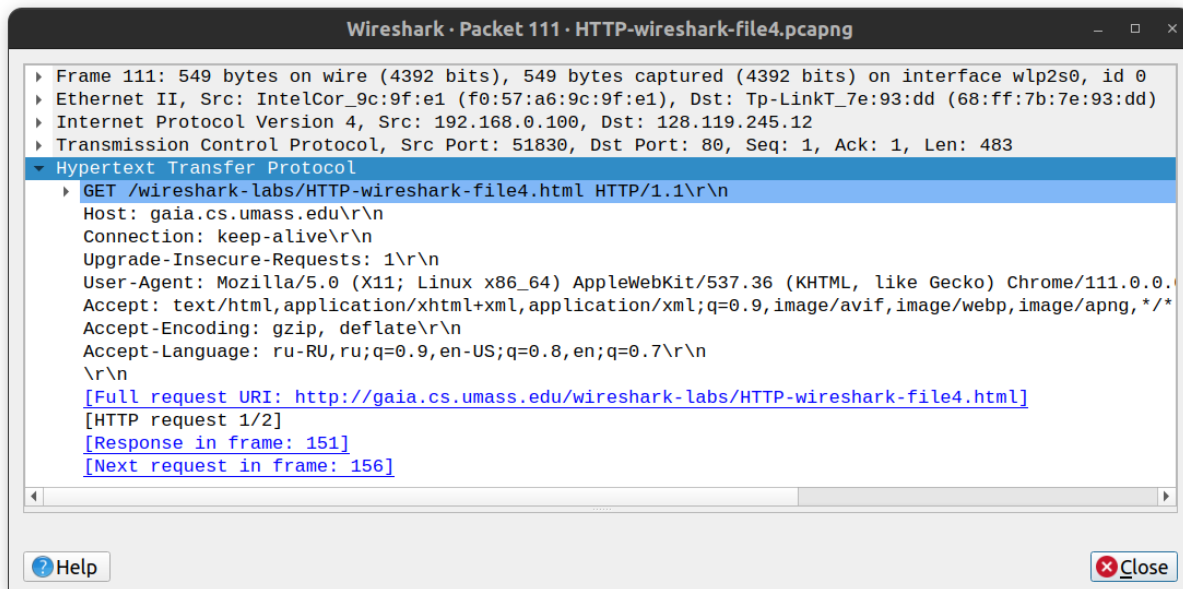 Wireshark · Packet 111 · HTTP-wireshark-file4.pcapng
Frame 111: 549 bytes on wire (4392 bits), 549 bytes captured (4392 bits) on interface wlp2s0, id 0
Ethernet II, Src: IntelCor_9c:9f:e1 (f0:57:a6:9c:9f:e1), Dst: Tp-LinkT_7e:93:dd (68:ff:7b:7e:93:dd)
Internet Protocol Version 4, Src: 192.168.0.100, Dst: 128.119.245.12
Transmission Control Protocol, Src Port: 51830, Dst Port: 80, Seq: 1, Ack: 1, Len: 483
Hypertext Transfer Protocol
GET /wireshark-labs/HTTP-wireshark-file4.html HTTP/1.1\r\n
Host: gaia.cs.umass.edu\r\n
Connection: keep-alive\r\n
Upgrade-Insecure-Requests: 1\r\n
User-Agent: Mozilla/5.0 (X11; Linux x86_64) AppleWebKit/537.36 (KHTML, like Gecko) Chrome/111.0.0.
Accept: text/html,application/xhtml+xml,application/xml;q=0.9,image/avif,image/webp,image/apng,*/*
Accept-Encoding: gzip, deflate\r\n
Accept-Language: ru-RU,ru;q=0.9,en-US;q=0.8,en;q=0.7\r\n
\r\n
[Full request URI: http://gaia.cs.umass.edu/wireshark-labs/HTTP-wireshark-file4.html]
[HTTP request 1/2]
[Response in frame: 151]
[Next request in frame: 156]
Help
Close